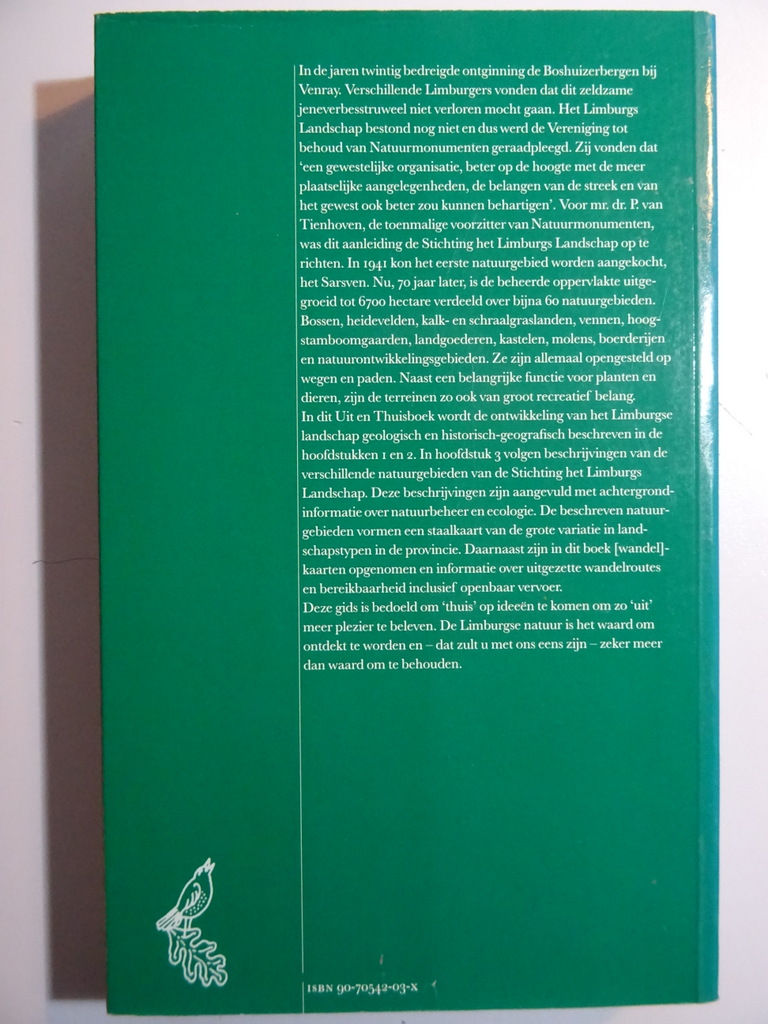 In de jaren twintig bedreigde ontginning de Boshuizerbergen bij
Venray. Verschillende Limburgers vonden dat dit zeldzame
jeneverbesstruweel niet verloren mocht gaan. Het Limburgs
Landschap bestond nog niet en dus werd de Vereniging tot
behoud van Natuurmonumenten geraadpleegd. Zij vonden dat
‘een gewestelijke organisatie, beter op de hoogte met de meer
plaatselijke aangelegenheden, de belangen van de streek en van
het gewest ook beter zou kunnen behartigen’. Voor mr. dr. P. van
Tienhoven, de toenmalige voorzitter van Natuurmonumenten,
was dit aanleiding de Stichting het Limburgs Landschap op te
richten. In 1941 kon het eerste natuurgebied worden aangekocht,
het Sarsven. Nu, 70 jaar later, is de beheerde oppervlakte uitge-
groeid tot 6700 hectare verdeeld over bijna 60 natuurgebieden.
Bossen, heidevelden, kalk- en schraalgraslanden, vennen, hoog-
stamboomgaarden, landgoederen, kastelen, molens, boerderijen
en natuurontwikkelingsgebieden. Ze zijn allemaal opengesteld op
wegen en paden. Naast een belangrijke functie voor planten en
dieren, zijn de terreinen zo ook van groot recreatief belang.
In dit Uit en Thuisboek wordt de ontwikkeling van het Limburgse
landschap geologisch en historisch-geografisch beschreven in de
hoofdstukken 1 en 2. In hoofdstuk 3 volgen beschrijvingen van de
verschillende natuurgebieden van de Stichting het Limburgs
Landschap. Deze beschrijvingen zijn aangevuld met achtergrond-
informatie over natuurbeheer en ecologie. De beschreven natuur-
gebieden vormen een staalkaart van de grote variatie in land-
schapstypen in de provincie. Daarnaast zijn in dit boek [wandel]-
kaarten opgenomen en informatie over uitgezette wandelroutes
en bereikbaarheid inclusief openbaar vervoer.
Deze gids is bedoeld om ‘thuis’ op ideeën te komen om zo ‘uit’
meer plezier te beleven. De Limburgse natuur is het waard om
ontdekt te worden en – dat zult u met ons eens zijn – zeker meer
dan waard om te behouden.
ISBN 90-70542-03-X